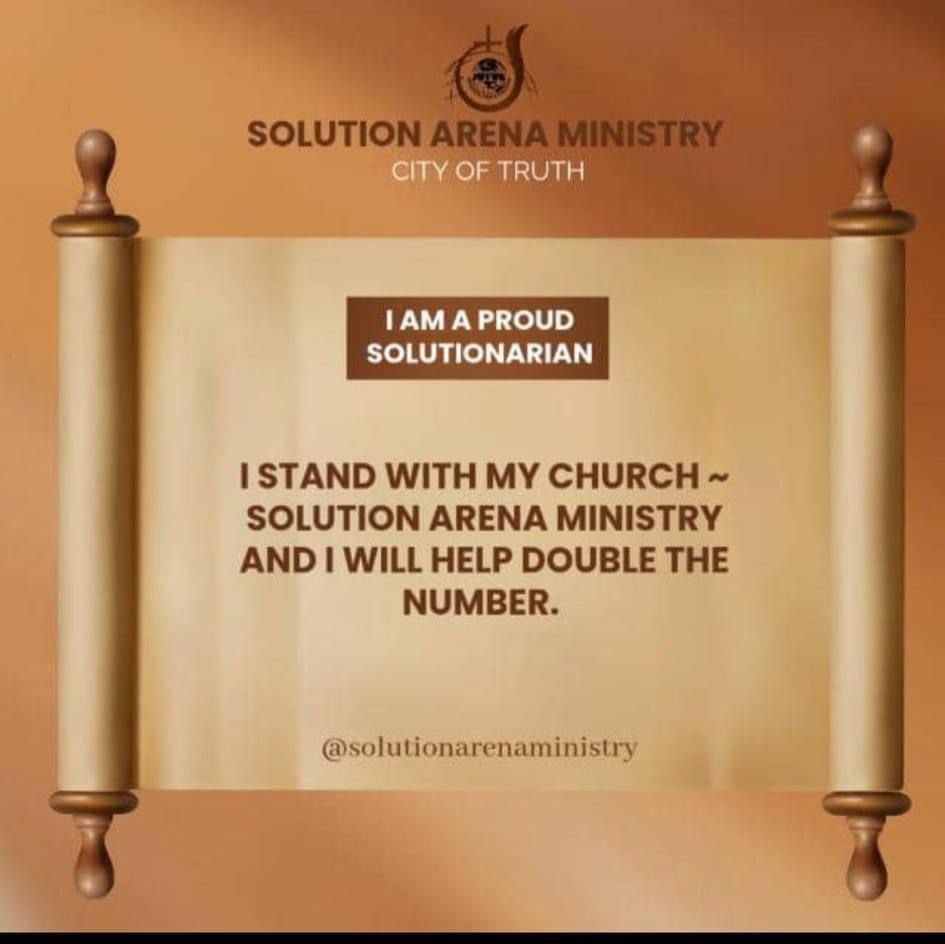 SOLUTION ARENA MINISTRY
CITY OF TRUTH
I AM A PROUD
SOLUTIONARIAN
I STAND WITH MY CHURCH ~
SOLUTION ARENA MINISTRY
AND I WILL HELP DOUBLE THE
NUMBER.
@solutionarenaministry